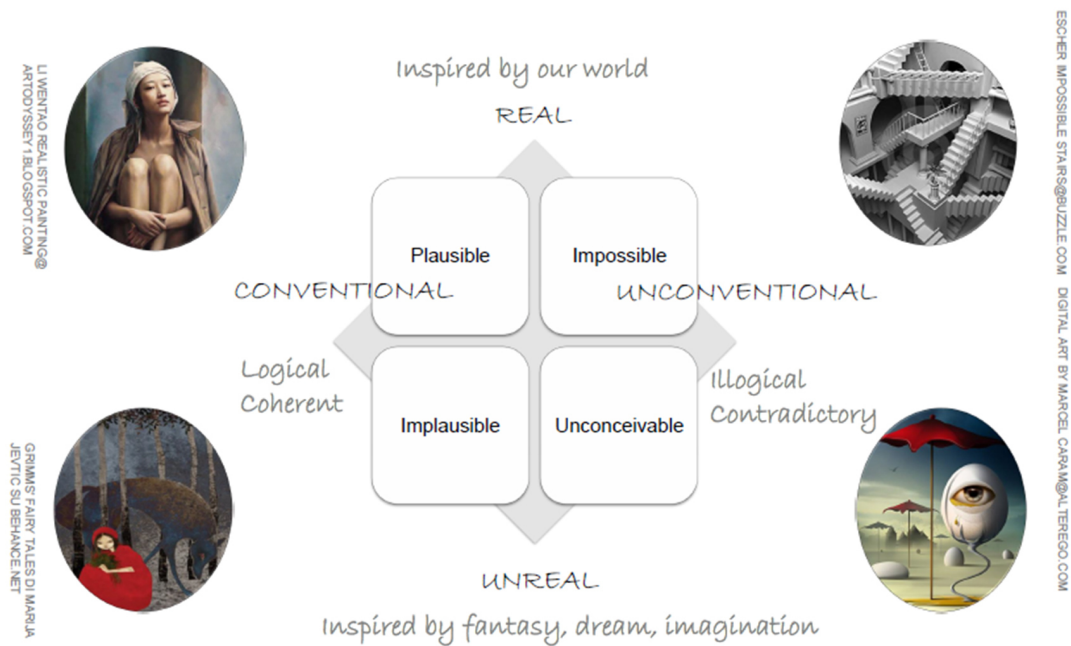 Inspired by our world
REAL
LI WENTAO REALISTIC PAINTING@
ARTODYSSEY1.BLOGSPOT.COM
ESCHER IMPOSSIBLE STAIRS@BUZZLE.COM
Plausible
Impossible
CONVENTIONAL
UNCONVENTIONAL
Logical
Coherent
Illogical
Contradictory
Implausible
Unconceivable
GRIMMS' FAIRY TALES DI MARIJA
JEVTIC SU BEHANCE.NET
DIGITAL ART BY MARCEL CARAM@ALTEREGO.COM
UNREAL
Inspired by fantasy, dream, imagination